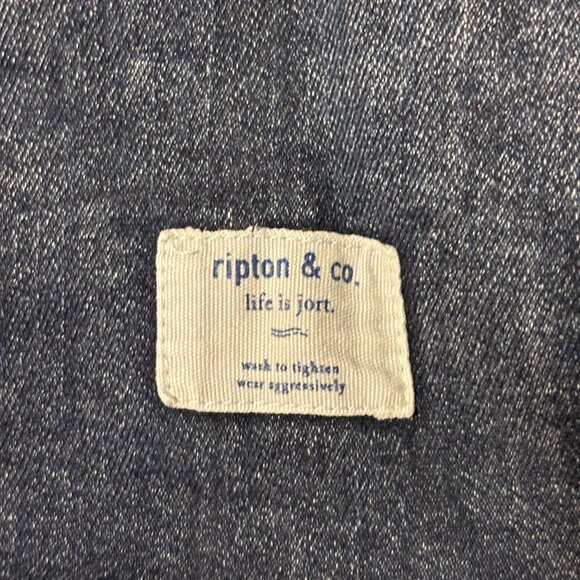 ripton & co.
life is jort.
wash to tighten
wear aggressively